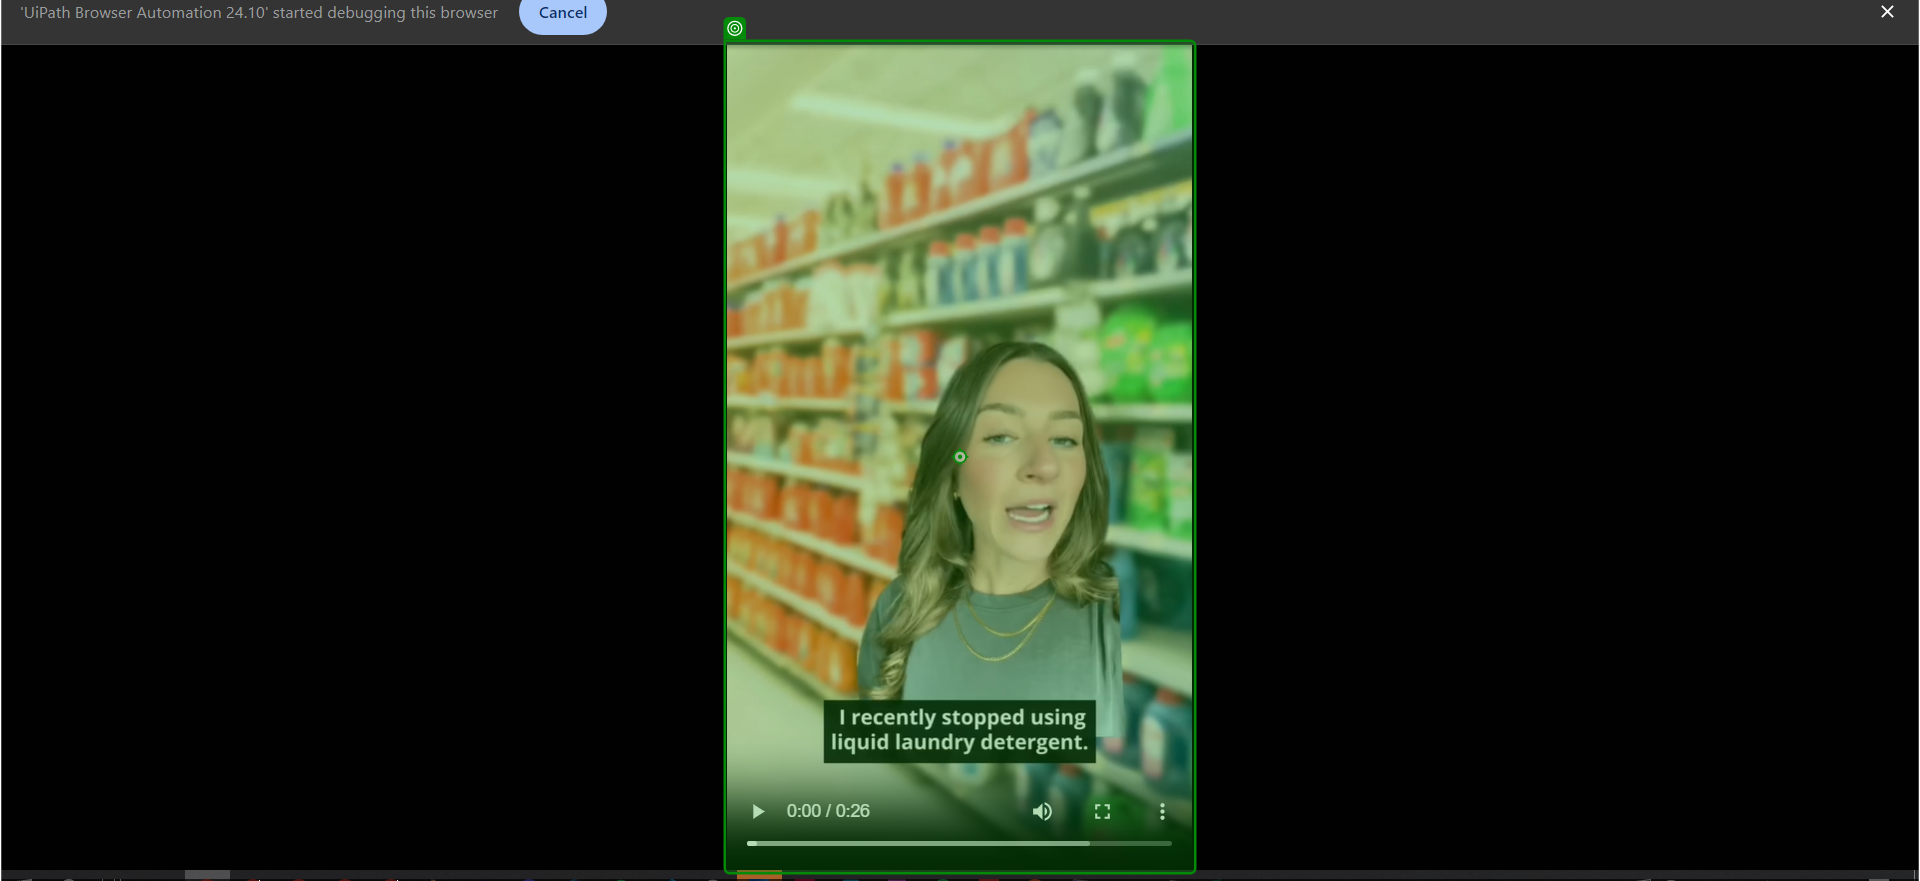 'UiPath Browser Automation 24.10' started debugging this browser
Cancel
I recently stopped using
liquid laundry detergent.
0:00 / 0:26